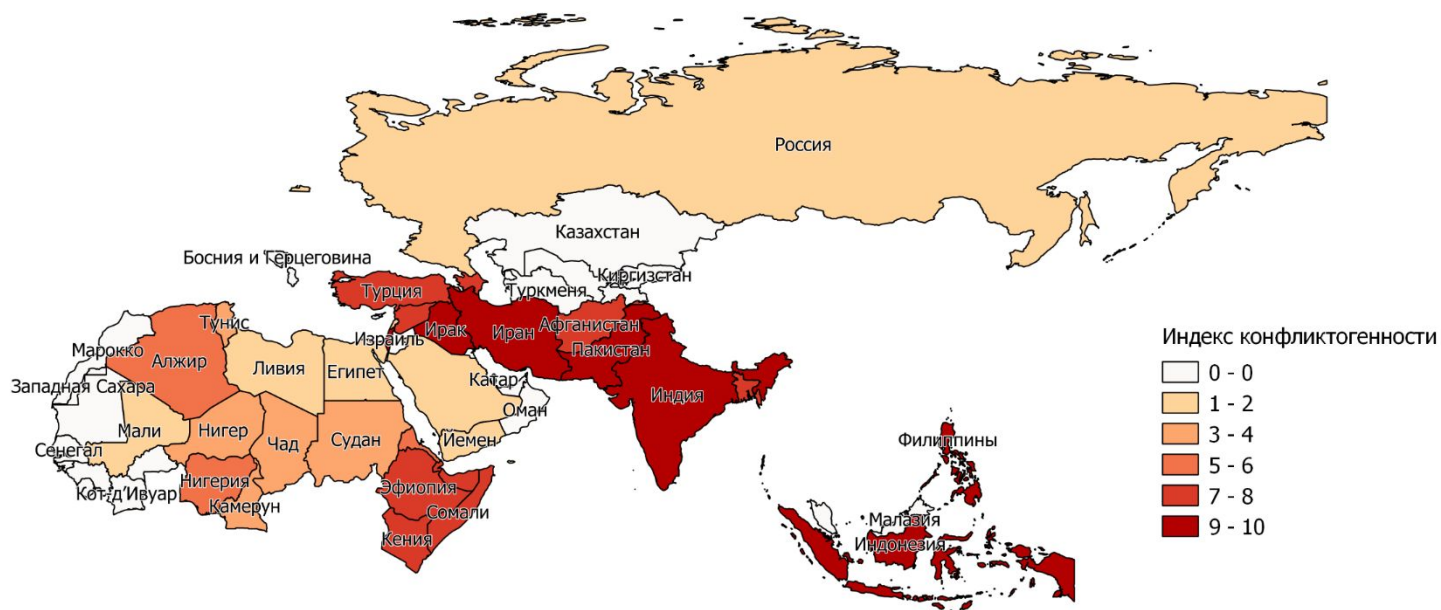 Россия
Казахстан
Босния и Герцеговина
Киргизстан
Туркменя
Турция
Тунис
Израиль
Ирак
Иран
Афганистан
Марокко
Алжир
Пакистан
Ливия
Египет
Катар
Западная Сахара
Индия
Оман
Мали
Нигер
Чад
Судан
Йемен
Сенегал
Филиппины
Нигерия
Эфиопия
Кот-д'Ивуар
Камерун
Сомали
Малазия
Кения
Индонезия
Индекс конфликтогенности
0 - 0
1 - 2
3 - 4
5 - 6
7 - 8
9 - 10